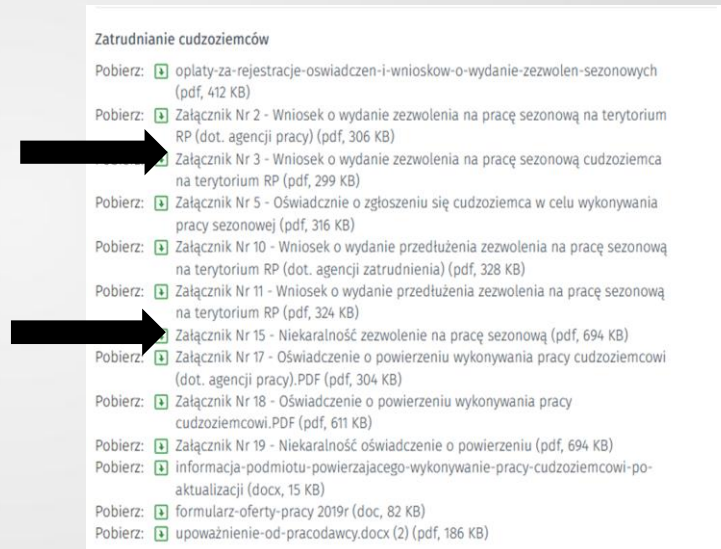 Zatrudnianie cudzoziemców
Pobierz: oplaty-za-rejestracje-oswiadczen-i-wnioskow-o-wydanie-zezwolen-sezonowych
(pdf, 412 KB)
Pobierz: Załącznik Nr 2 - Wniosek o wydanie zezwolenia na pracę sezonową na terytorium
RP (dot. agencji pracy) (pdf, 306 KB)
Załącznik Nr 3 - Wniosek o wydanie zezwolenia na pracę sezonową cudzoziemca
na terytorium RP (pdf, 299 KB)
Pobierz: Załącznik Nr 5 - Oświadcznie o zgłoszeniu się cudzoziemca w celu wykonywania
pracy sezonowej (pdf, 316 KB)
Pobierz: Załącznik Nr 10 - Wniosek o wydanie przedłużenia zezwolenia na pracę sezonową
na terytorium RP (dot. agencji zatrudnienia) (pdf, 328 KB)
Pobierz: Załącznik Nr 11 - Wniosek o wydanie przedłużenia zezwolenia na pracę sezonową
na terytorium RP (pdf, 324 KB)
Załącznik Nr 15 - Niekaralność zezwolenie na pracę sezonową (pdf, 694 KB)
Pobierz: Załącznik Nr 17 - Oświadczenie o powierzeniu wykonywania pracy cudzoziemcowi
(dot. agencji pracy).PDF (pdf, 304 KB)
Pobierz: Załącznik Nr 18 - Oświadczenie o powierzeniu wykonywania pracy
cudzoziemcowi.PDF (pdf, 611 KB)
Pobierz: Załącznik Nr 19 - Niekaralność oświadczenie o powierzeniu (pdf, 694 KB)
Pobierz: informacja-podmiotu-powierzajacego-wykonywanie-pracy-cudzoziemcowi-po-
aktualizacji (docx, 15 KB)
Pobierz: formularz-oferty-pracy 2019r (doc, 82 KB)
Pobierz: upoważnienie-od-pracodawcy.docx (2) (pdf, 186 KB)